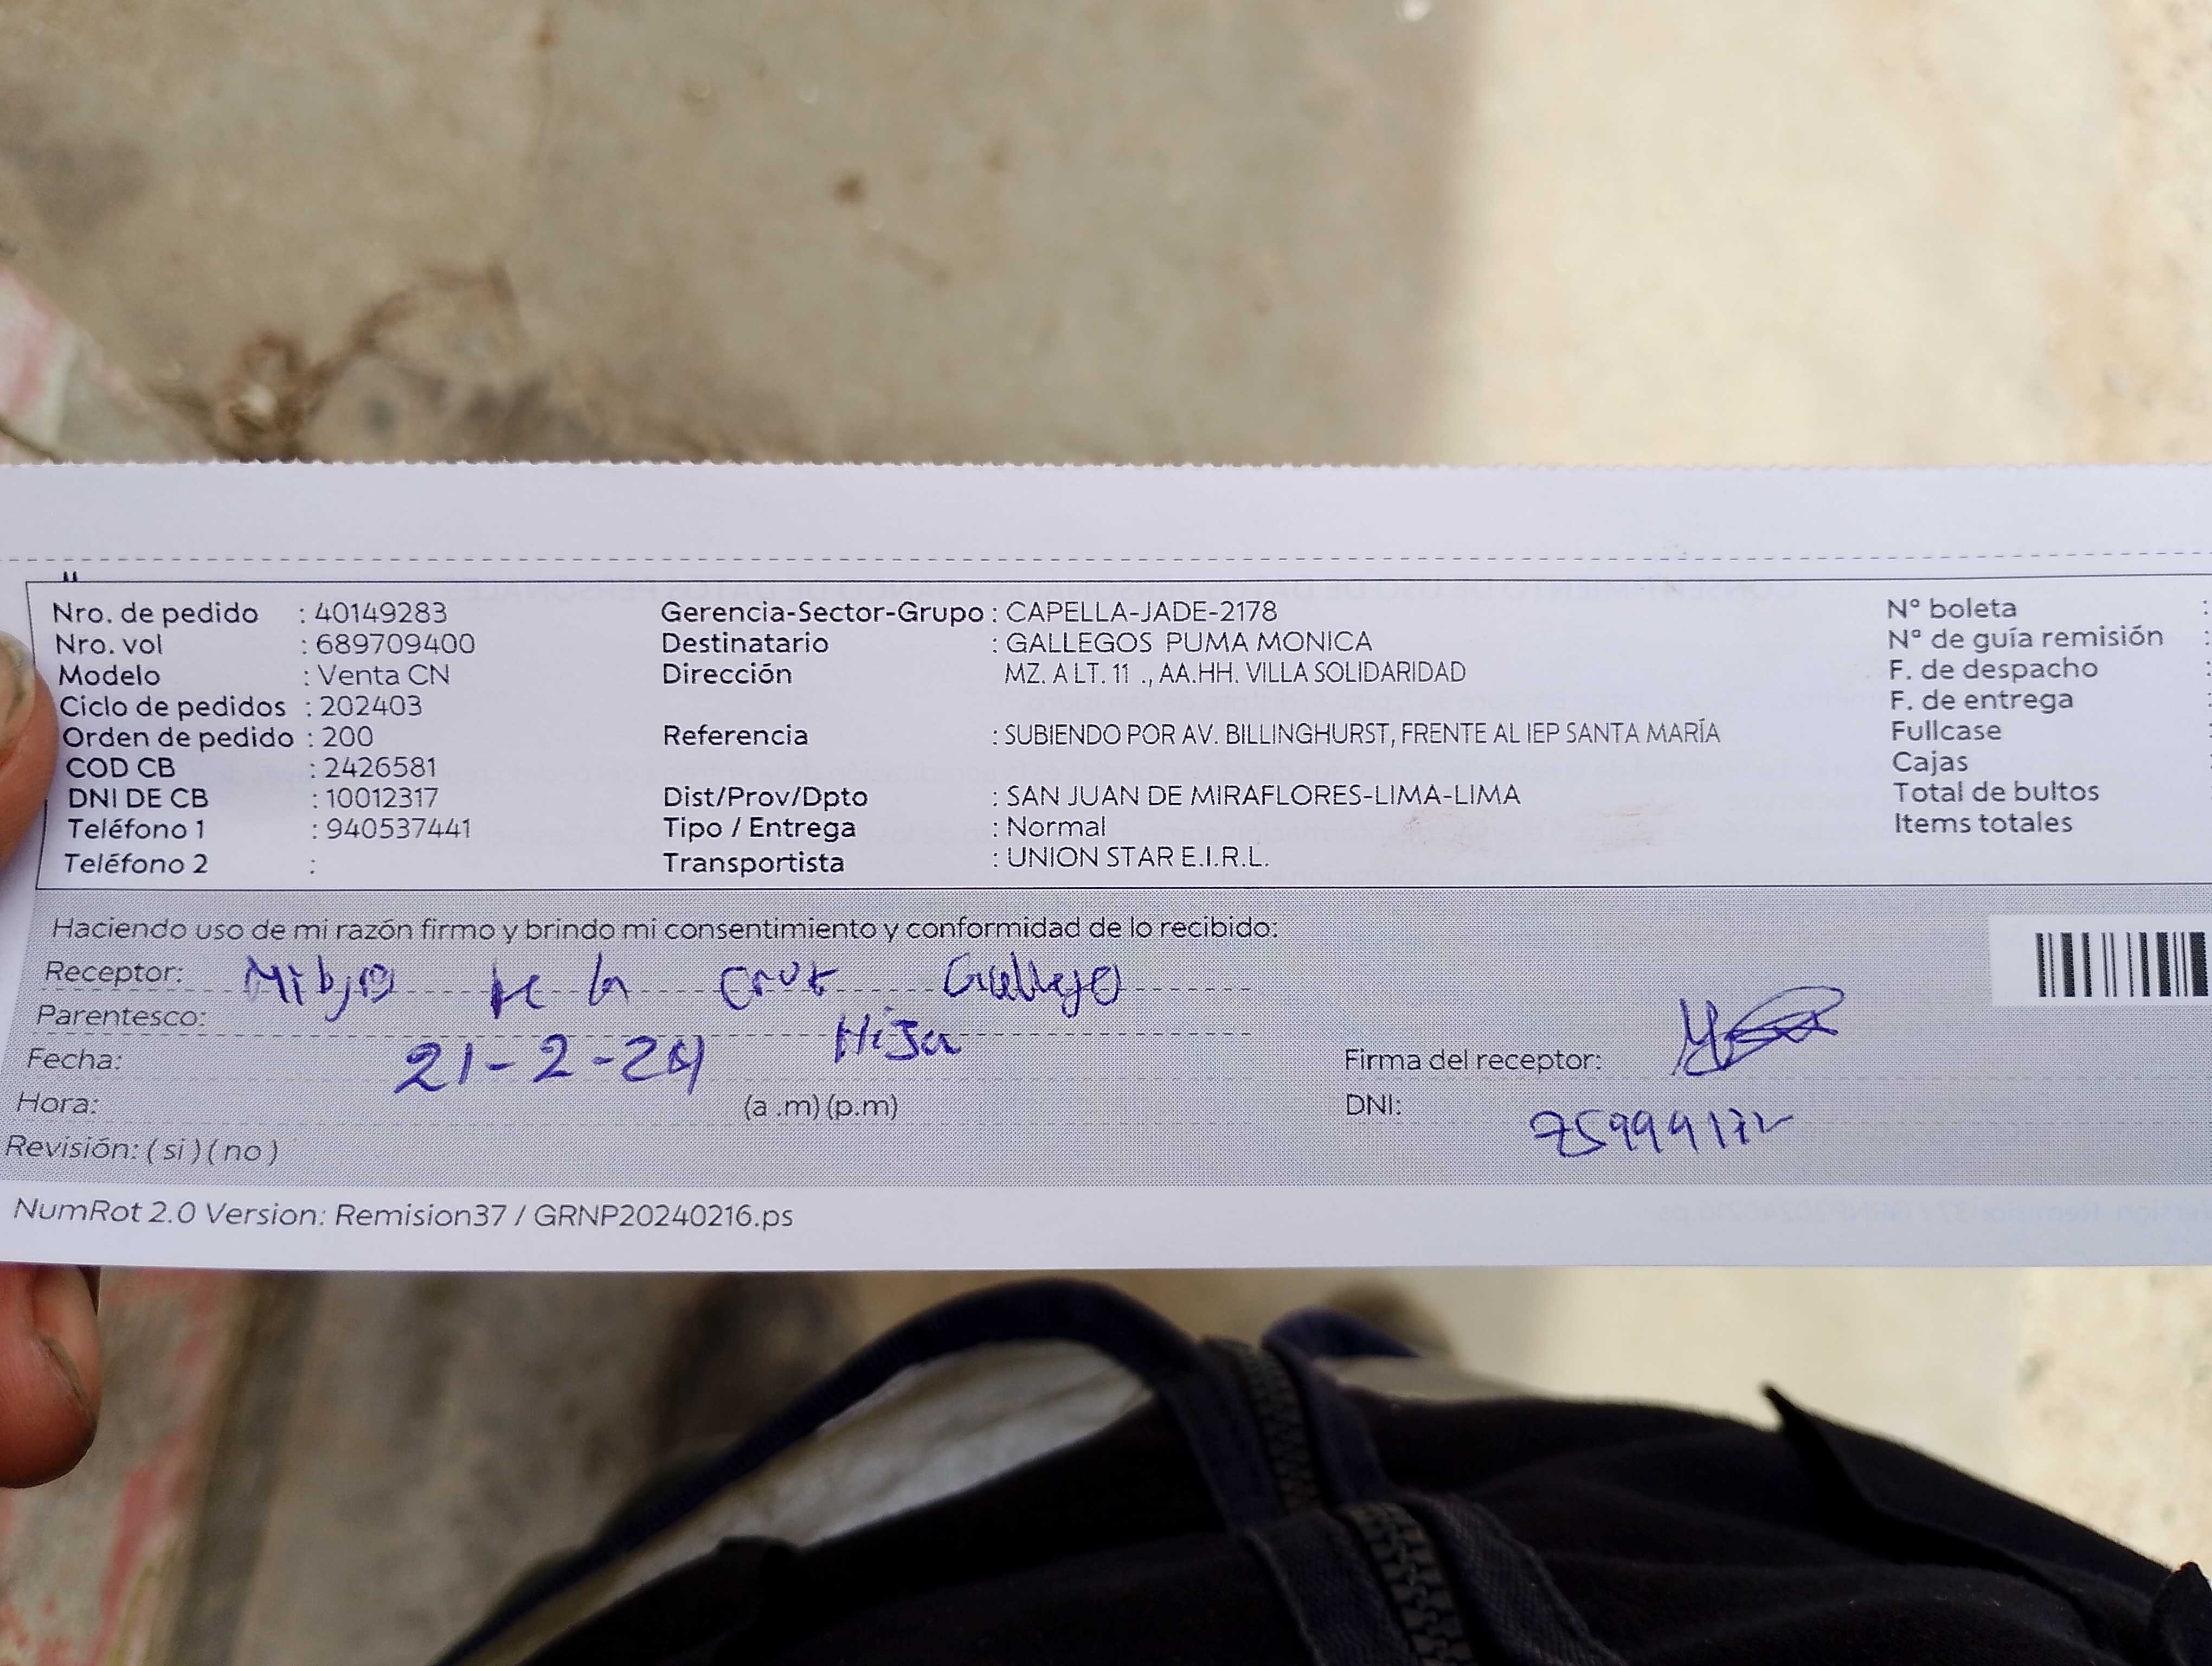 Nro. de pedido : 40149283 Gerencia-Sector-Grupo : CAPELLA-JADE-2178 Nº boleta :
Nro. vol : 689709400 Destinatario : GALLEGOS PUMA MONICA Nº de guía remisión :
Modelo : Venta CN Dirección MZ. A LT. 11 ., AA.HH. VILLA SOLIDARIDAD F. de despacho :
Ciclo de pedidos : 202403 F. de entrega :
Orden de pedido : 200 Referencia : SUBIENDO POR AV. BILLINGHURST, FRENTE AL IEP SANTA MARÍA Fullcase :
COD CB : 2426581 Cajas :
DNI DE CB : 10012317 Dist/Prov/Dpto : SAN JUAN DE MIRAFLORES-LIMA-LIMA Total de bultos
Teléfono 1 : 940537441 Tipo / Entrega : Normal Items totales
Teléfono 2 : Transportista : UNION STAR E.I.R.L.
Haciendo uso de mi razón firmo y brindo mi consentimiento y conformidad de lo recibido:
Receptor: de la Cruz Gallego
Parentesco: Hija
Fecha: 21-2-24 Firma del receptor:
Hora: (a .m) (p.m) DNI:
Revisión: ( si ) ( no )
NumRot 2.0 Version: Remision37 / GRNP20240216.ps